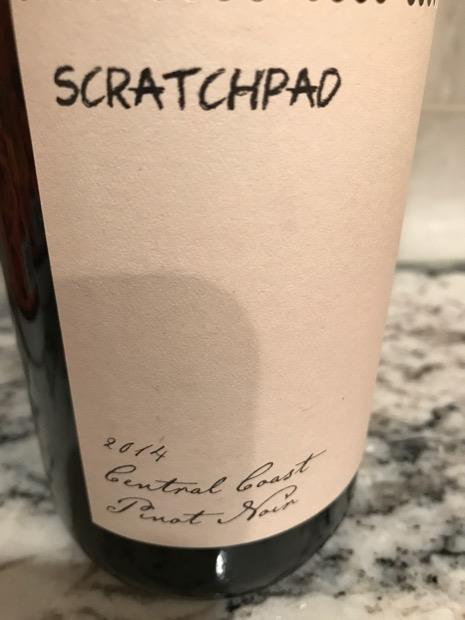 SCRATCHPAD
2014
Central Coast
Pinot Noir